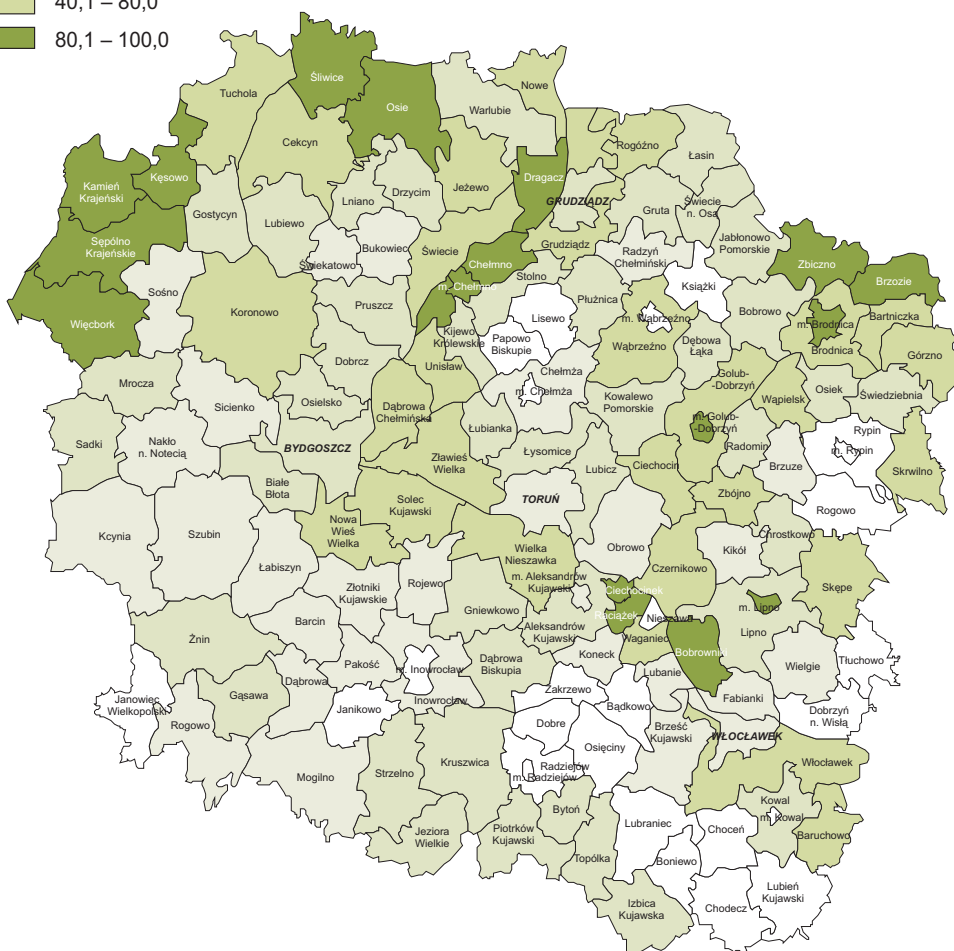 40,1 – 80,0
80,1 – 100,0
Śliwice
Tuchola
Osie
Nowe
Warlubie
Cekcyn
Rogóźno
Łasin
Kęsowo
Kamień
Krajeński
Dragacz
Jeżewo
Drzycim
Lniano
GRUDZIĄDZ
Świecie
n. Osą
Gruta
Gostycyn
Lubiewo
Sępólno
Krajeńskie
Bukowiec
Świekatowo
Świecie
Grudziądz
Radzyń
Chełmiński
Jabłonowo
Pomorskie
Chełmno
m. Chełmno
Stolno
Zbiczno
Brzozie
Sośno
Książki
Płużnica
Więcbork
Koronowo
Pruszcz
Lisewo
m. Wąbrzeźno
Bobrowo
m. Brodnica
Bartniczka
Kijewo
Królewskie
Papowo
Biskupie
Wąbrzeźno
Dębowa
Łąka
Brodnica
Górzno
Dobrcz
Unisław
Chełmża
m. Chełmża
Golub-
-Dobrzyń
Mrocza
Sicienko
Osielsko
Dąbrowa
Chełmińska
Kowalewo
Pomorskie
Wąpielsk
Osiek
Świedziebnia
Sadki
Nakło
n. Notecią
BYDGOSZCZ
Łubianka
m. Golub-
-Dobrzyń
Rypin
m. Rypin
Zławieś
Wielka
Łysomice
Lubicz
Ciechocin
Radomin
Brzuze
Skrwilno
Białe
Błota
Solec
Kujawski
TORUŃ
Zbójno
Rogowo
Kcynia
Szubin
Nowa
Wieś
Wielka
Obrowo
Kikół
Chrostkowo
Wielka
Nieszawka
Łabiszyn
Złotniki
Kujawskie
Rojewo
m. Aleksandrów
Kujawski
Ciechocinek
Czernikowo
Skępe
Gniewkowo
Raciążek
Nieszawa
m. Lipno
Barcin
Aleksandrów
Kujawski
Waganiec
Lipno
Żnin
Bobrowniki
Pakość
m. Inowrocław
Dąbrowa
Biskupia
Koneck
Lubanie
Wielgie
Tłuchowo
Dąbrowa
Gąsawa
Janowiec
Wielkopolski
Janikowo
Inowrocław
Zakrzewo
Bądkowo
Fabianki
Dobrzyń
n. Wisłą
Rogowo
Dobre
Osięciny
Brześć
Kujawski
WŁOCŁAWEK
Mogilno
Strzelno
Kruszwica
Radziejów
m. Radziejów
Włocławek
Bytoń
Kowal
m. Kowal
Jeziora
Wielkie
Piotrków
Kujawski
Lubraniec
Choceń
Baruchowo
Topólka
Boniewo
Izbica
Kujawska
Chodecz
Lubień
Kujawski